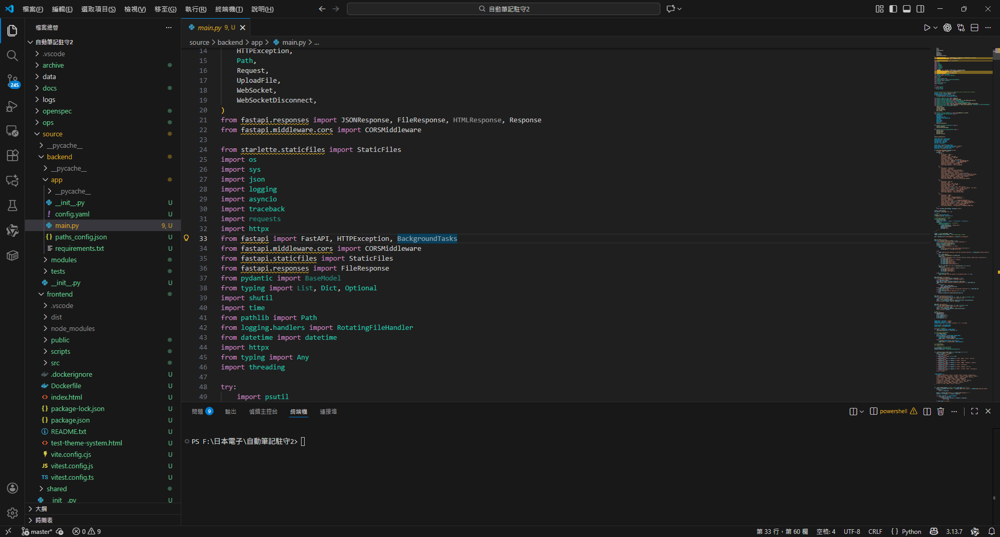 檔案(F) 編輯(E) 選取項目(S) 檢視(V) 移至(G) 執行(R) 終端機(T) 說明(H)
自動筆記駐守2
檔案總管
自動筆記駐守2
.vscode
archive
data
docs
logs
openspec
ops
source
__pycache__
backend
__pycache__
app
__pycache__
__init__.py U
config.yaml U
main.py 9, U
paths_config.json U
requirements.txt U
modules
tests
__init__.py U
frontend
.vscode
dist
node_modules
public
scripts
src
.dockerignore U
Dockerfile U
index.html U
package-lock.json U
package.json U
README.txt U
test-theme-system.html U
vite.config.cjs U
vitest.config.js U
vitest.config.ts U
shared
__init__.py U
大綱
時間表
245
main.py 9, U
source > backend > app > main.py > ...
14 HTTPException,
15 Path,
16 Request,
17 UploadFile,
18 WebSocket,
19 WebSocketDisconnect,
20 )
21 from fastapi.responses import JSONResponse, FileResponse, HTMLResponse, Response
22 from fastapi.middleware.cors import CORSMiddleware
23
24 from starlette.staticfiles import StaticFiles
25 import os
26 import sys
27 import json
28 import logging
29 import asyncio
30 import traceback
31 import requests
32 import httpx
33 from fastapi import FastAPI, HTTPException, BackgroundTasks
34 from fastapi.middleware.cors import CORSMiddleware
35 from fastapi.staticfiles import StaticFiles
36 from fastapi.responses import FileResponse
37 from pydantic import BaseModel
38 from typing import List, Dict, Optional
39 import shutil
40 import time
41 from pathlib import Path
42 from logging.handlers import RotatingFileHandler
43 from datetime import datetime
44 import httpx
45 from typing import Any
46 import threading
47
48 try:
49 import psutil
問題 9 輸出 偵錯主控台 終端機 連接埠
powershell
PS F:\日本電子\自動筆記駐守2>
master* 0 9
第 33 行，第 60 欄 空格: 4 UTF-8 CRLF { } Python 3.13.7